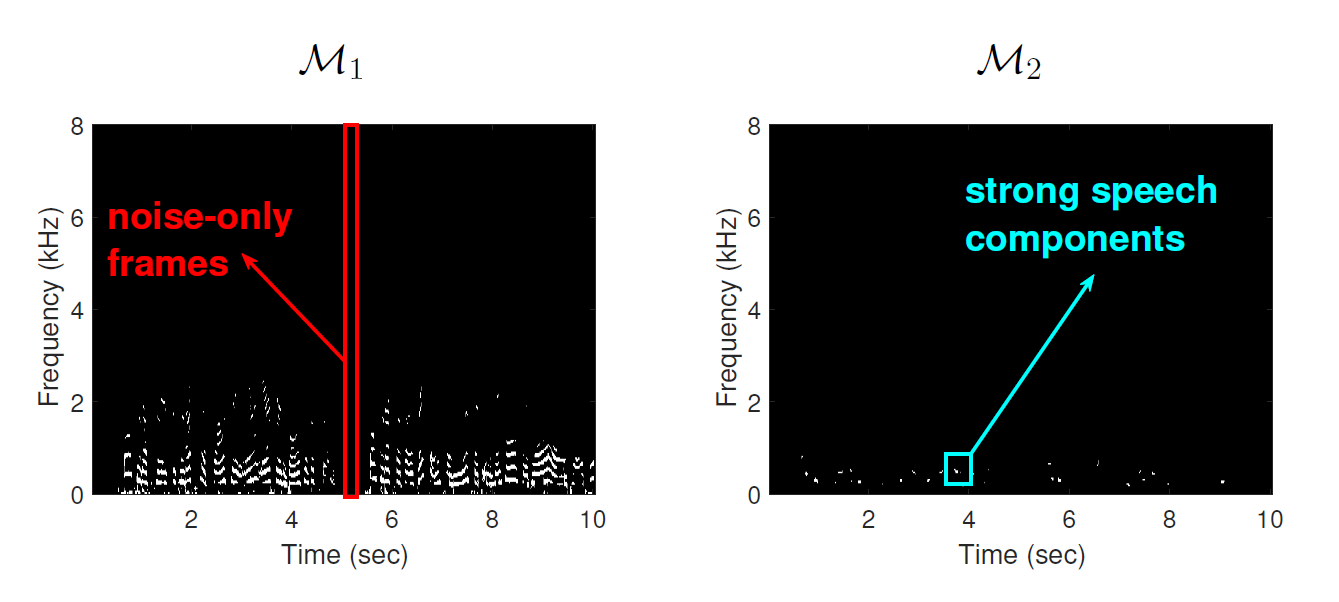 ℳ₁
8
6
4
2
0
Frequency (kHz)
noise-only
frames
2 4 6 8 10
Time (sec)
ℳ₂
8
6
4
2
0
Frequency (kHz)
strong speech
components
2 4 6 8 10
Time (sec)